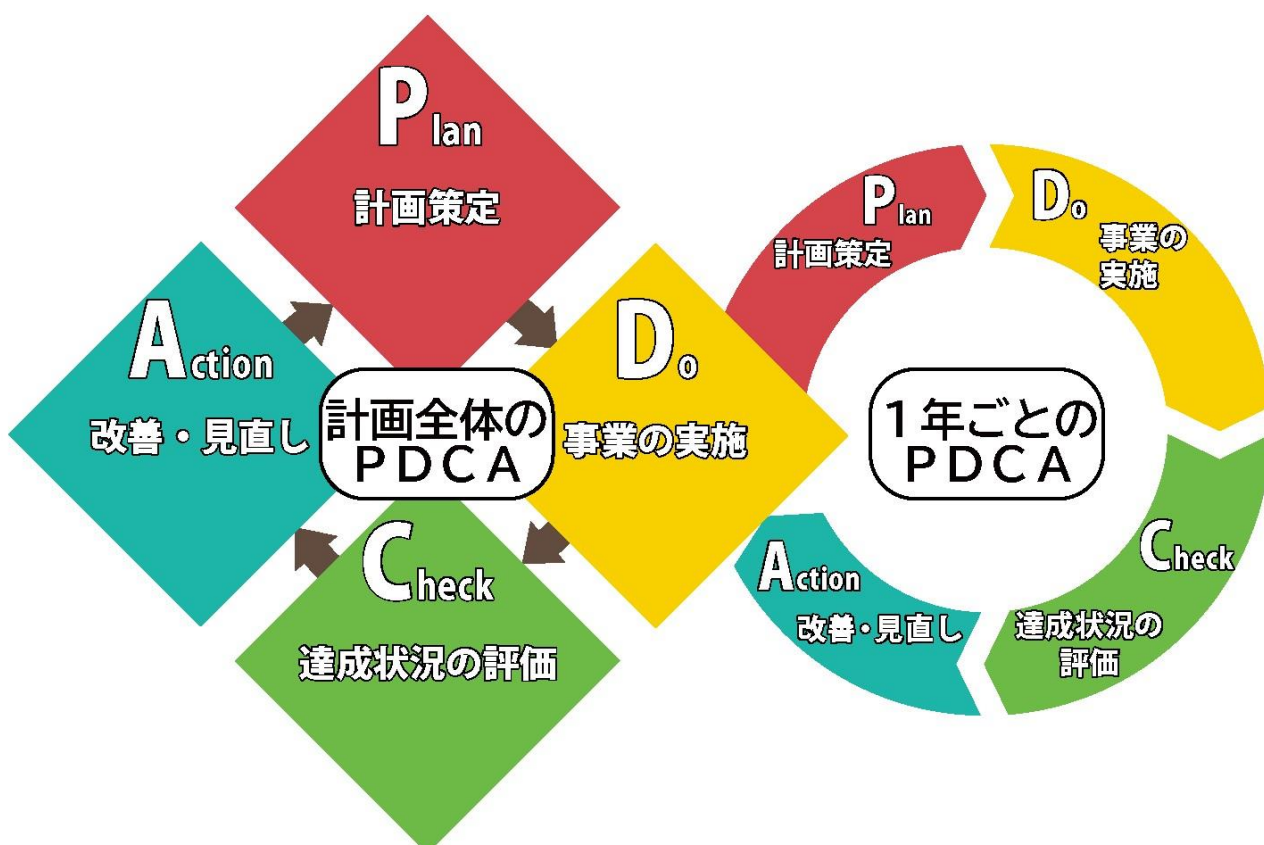 Plan
計画策定
Do
事業の実施
Check
達成状況の評価
Action
改善・見直し
計画全体の
PDCA
Plan
計画策定
Do
事業の
実施
Check
達成状況の
評価
Action
改善・見直し
1年ごとの
PDCA